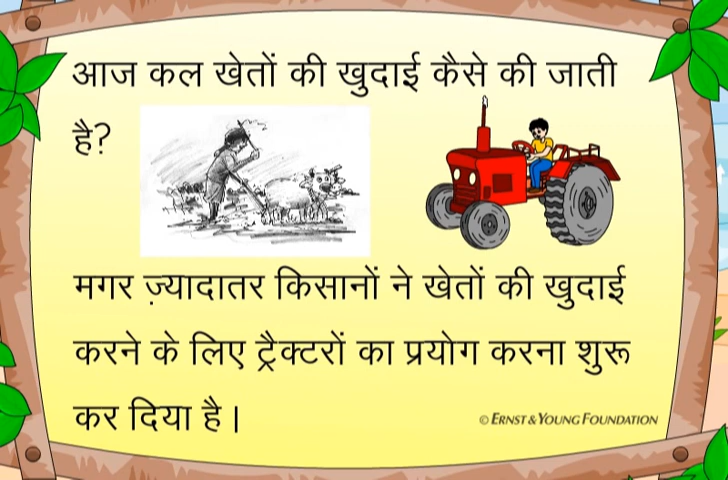 आज कल खेतों की खुदाई कैसे की जाती
है?
मगर ज़्यादातर किसानों ने खेतों की खुदाई
करने के लिए ट्रैक्टरों का प्रयोग करना शुरू
कर दिया है।
© ERNST & YOUNG FOUNDATION